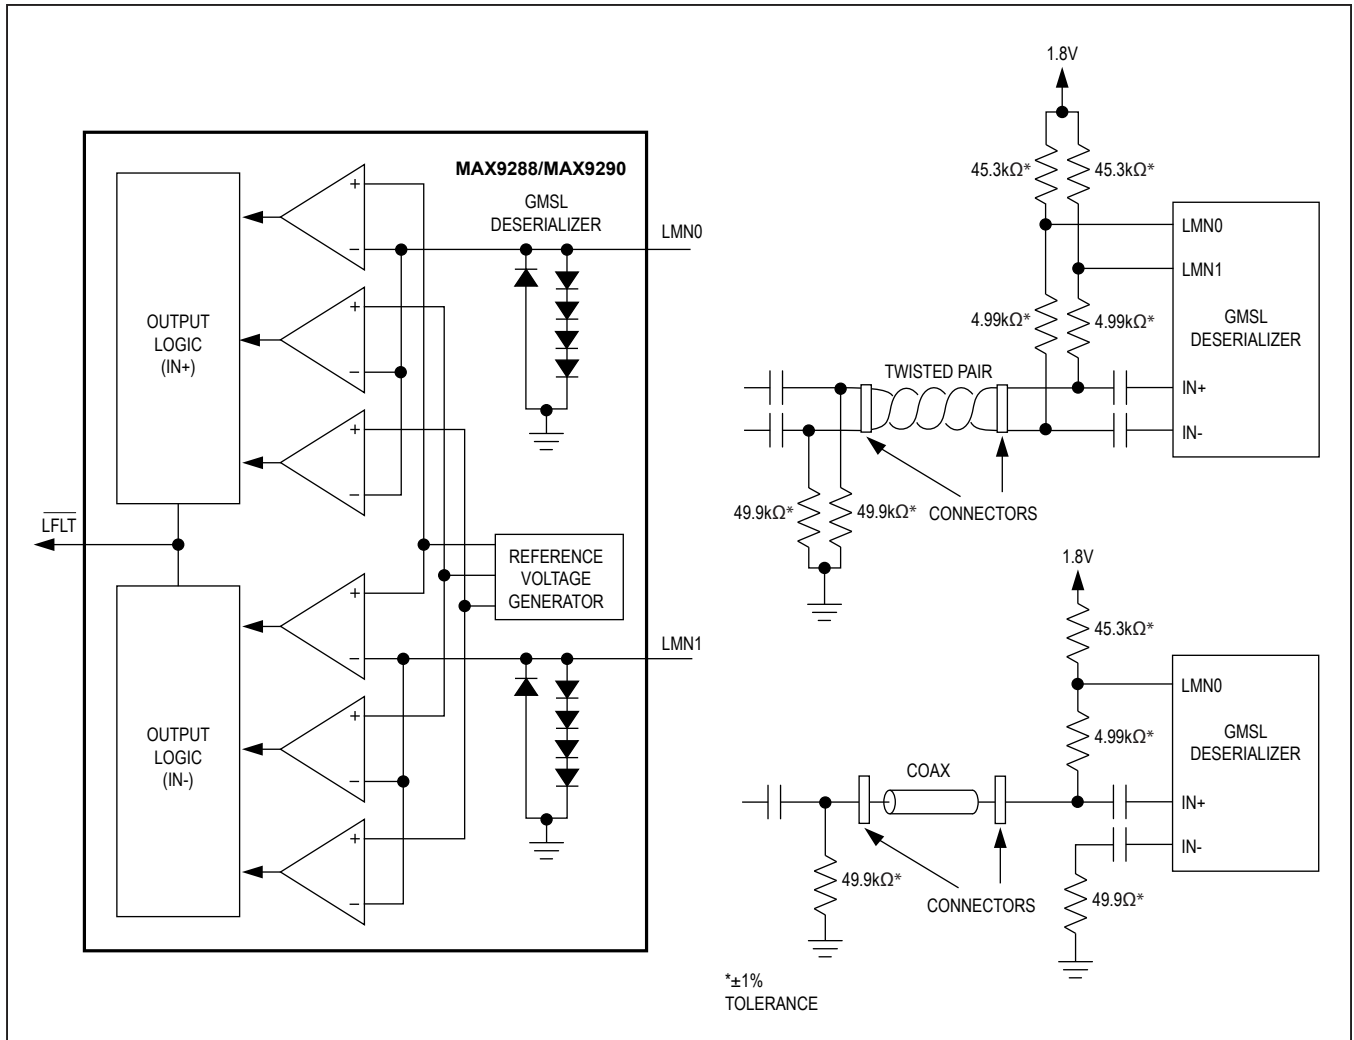 MAX9288/MAX9290
GMSL
DESERIALIZER
LMN0
+
−
+
−
+
−
OUTPUT
LOGIC
(IN+)
LFLT
REFERENCE
VOLTAGE
GENERATOR
LMN1
+
−
+
−
+
−
OUTPUT
LOGIC
(IN-)
1.8V
45.3kΩ*
45.3kΩ*
LMN0
LMN1
4.99kΩ*
4.99kΩ*
GMSL
DESERIALIZER
TWISTED PAIR
IN+
IN-
49.9kΩ*
49.9kΩ*
CONNECTORS
1.8V
45.3kΩ*
LMN0
4.99kΩ*
GMSL
DESERIALIZER
COAX
IN+
IN-
49.9kΩ*
CONNECTORS
49.9Ω*
*±1%
TOLERANCE